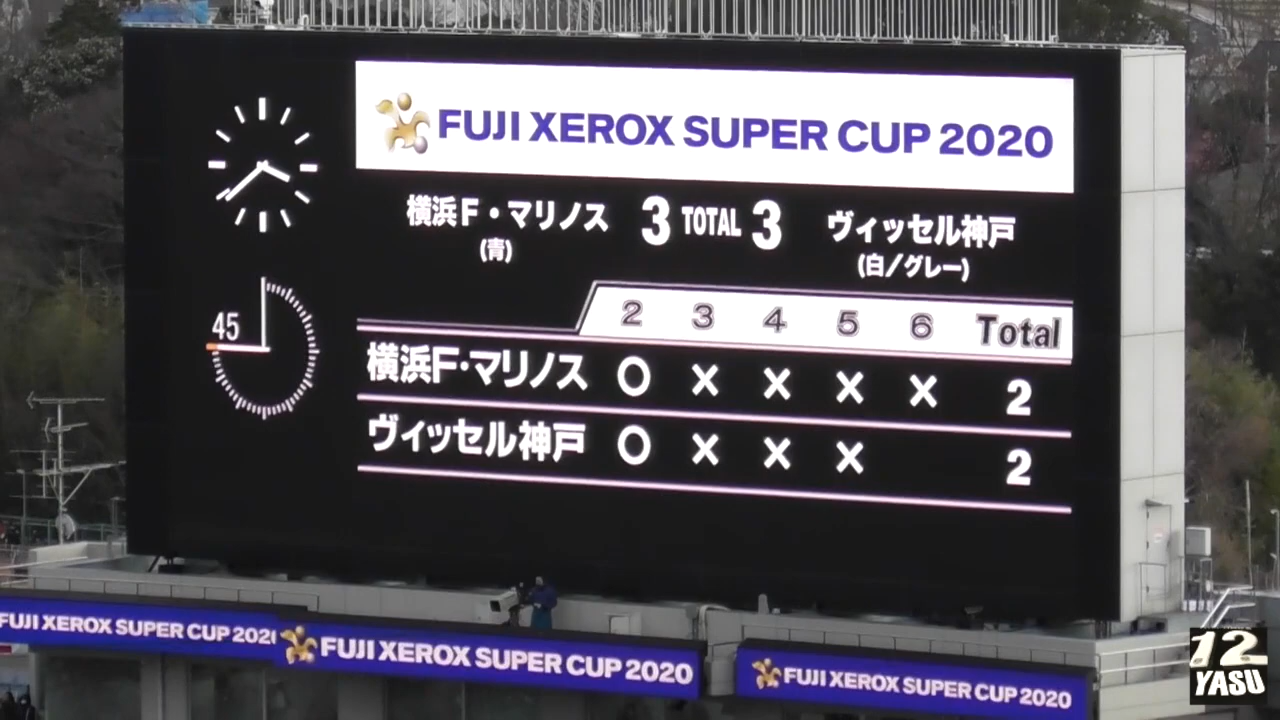 FUJI XEROX SUPER CUP 2020
横浜F・マリノス 3 TOTAL 3 ヴィッセル神戸
(青) (白/グレー)
2 3 4 5 6 Total
45
横浜F・マリノス ○ × × × × 2
ヴィッセル神戸 ○ × × × 2
FUJI XEROX SUPER CUP 202
FUJI XEROX SUPER CUP 2020
FUJI XEROX SUPER CUP 2020
12
YASU